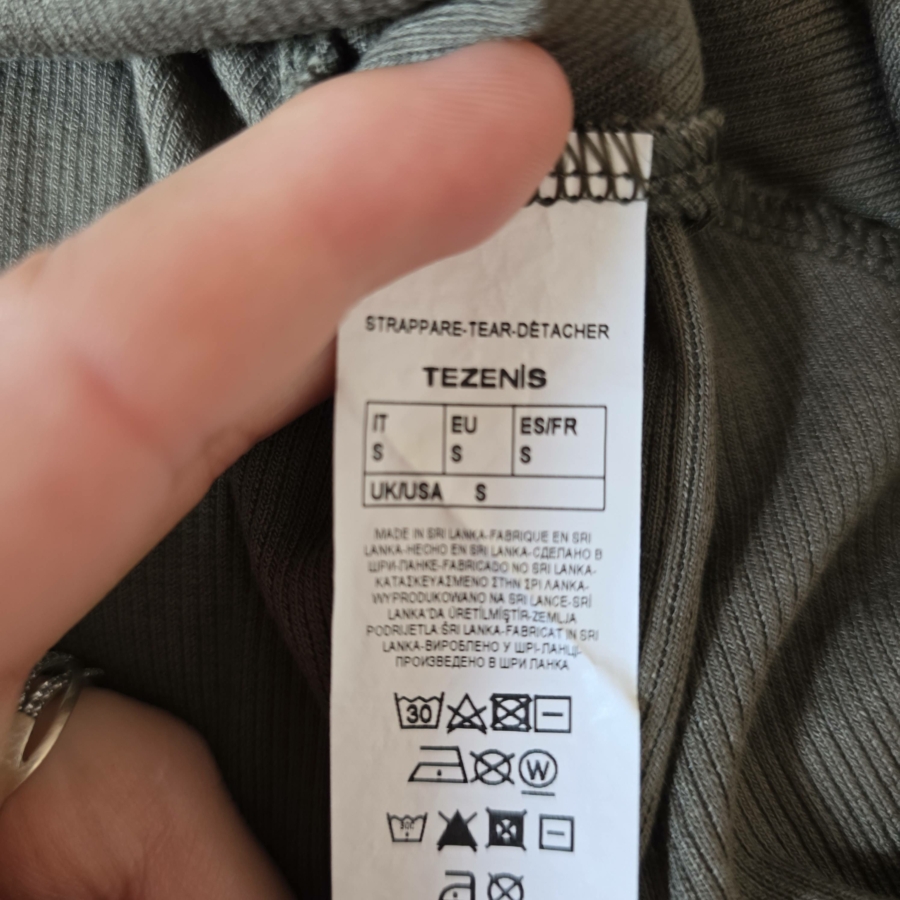 STRAPPARE-TEAR-DÉTACHER
TEZENIS
IT EU ES/FR
S S S
UK/USA S
MADE IN SRI LANKA-FABRIQUE EN SRI
LANKA-HECHO EN SRI LANKA-СДЕЛАНО В
ШРИ-ЛАНКЕ-FABRICADO NO SRI LANKA-
ΚΑΤΑΣΚΕΥΑΣΜΕΝΟ ΣΤΗΝ ΣΡΙ ΛΑΝΚΑ-
WYPRODUKOWANO NA SRI LANCE-SRİ
LANKA'DA ÜRETİLMİŞTİR-ZEMLJA
PODRIJETLA ŠRI LANKA-FABRICAT IN SRI
LANKA-ВИРОБЛЕНО У ШРІ-ЛАНЦІ-
ПРОИЗВЕДЕНО В ШРИ ЛАНКА
30
W